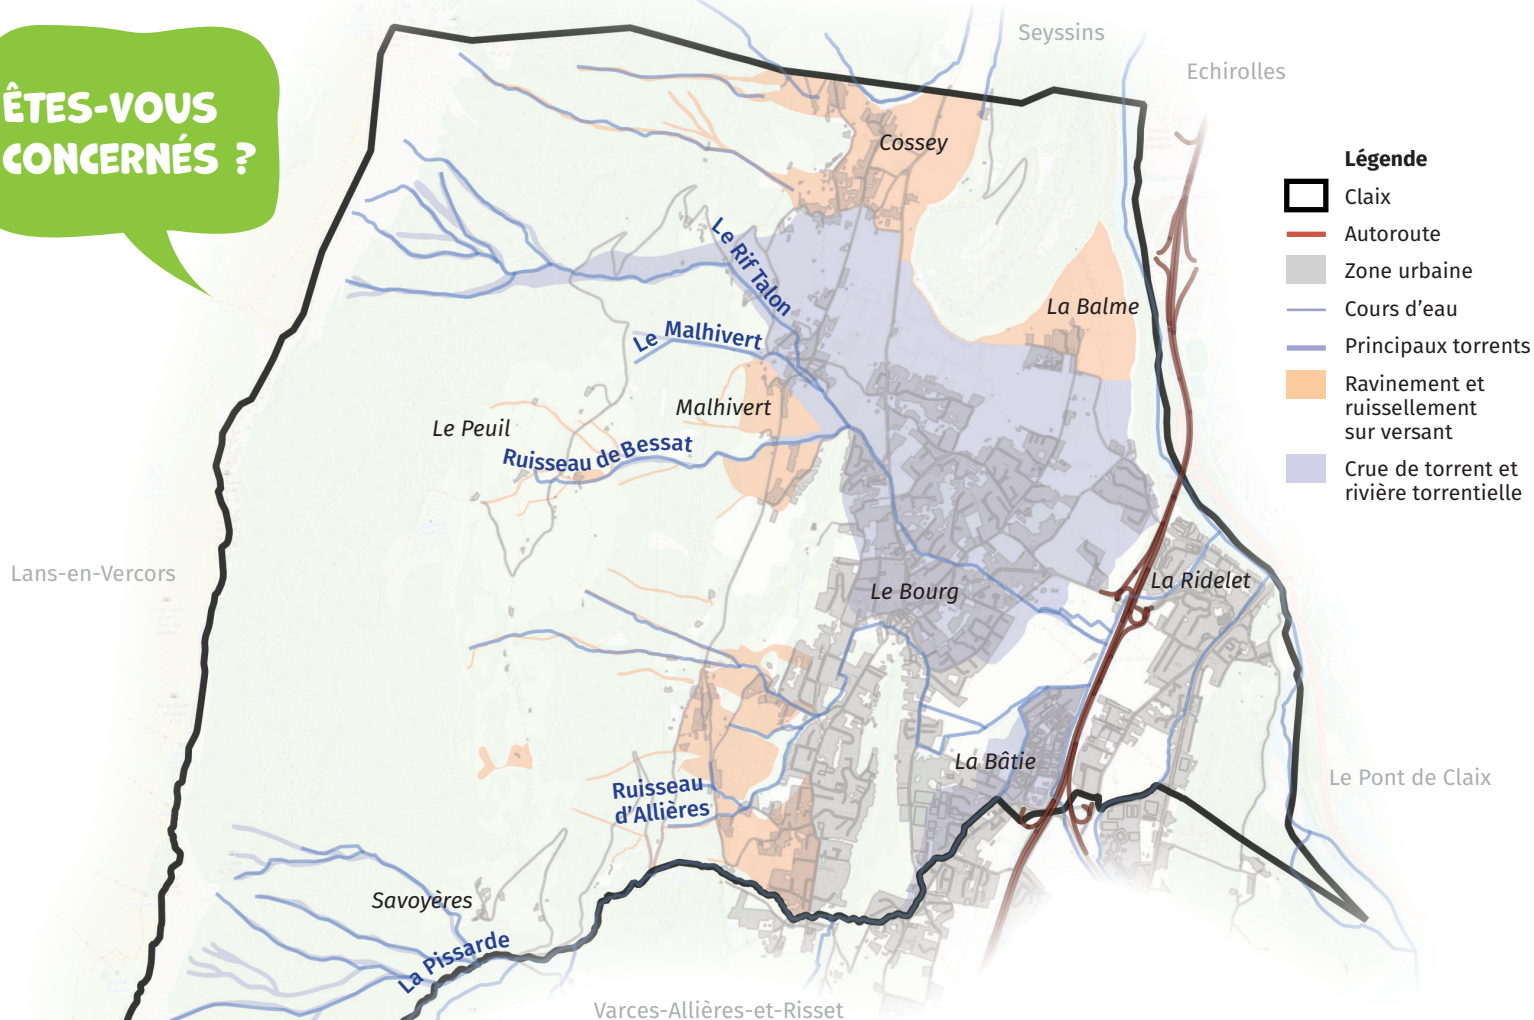 ÊTES-VOUS
CONCERNÉS ?
Seyssins
Echirolles
Cossey
Légende
Claix
Autoroute
Zone urbaine
Cours d'eau
Principaux torrents
Ravinement et
ruissellement
sur versant
Crue de torrent et
rivière torrentielle
Le Rif Talon
La Balme
Le Malhivert
Malhivert
Le Peuil
Ruisseau de Bessat
Lans-en-Vercors
La Ridelet
Le Bourg
La Bâtie
Le Pont de Claix
Ruisseau
d'Allières
Savoyères
La Pissarde
Varces-Allières-et-Risset